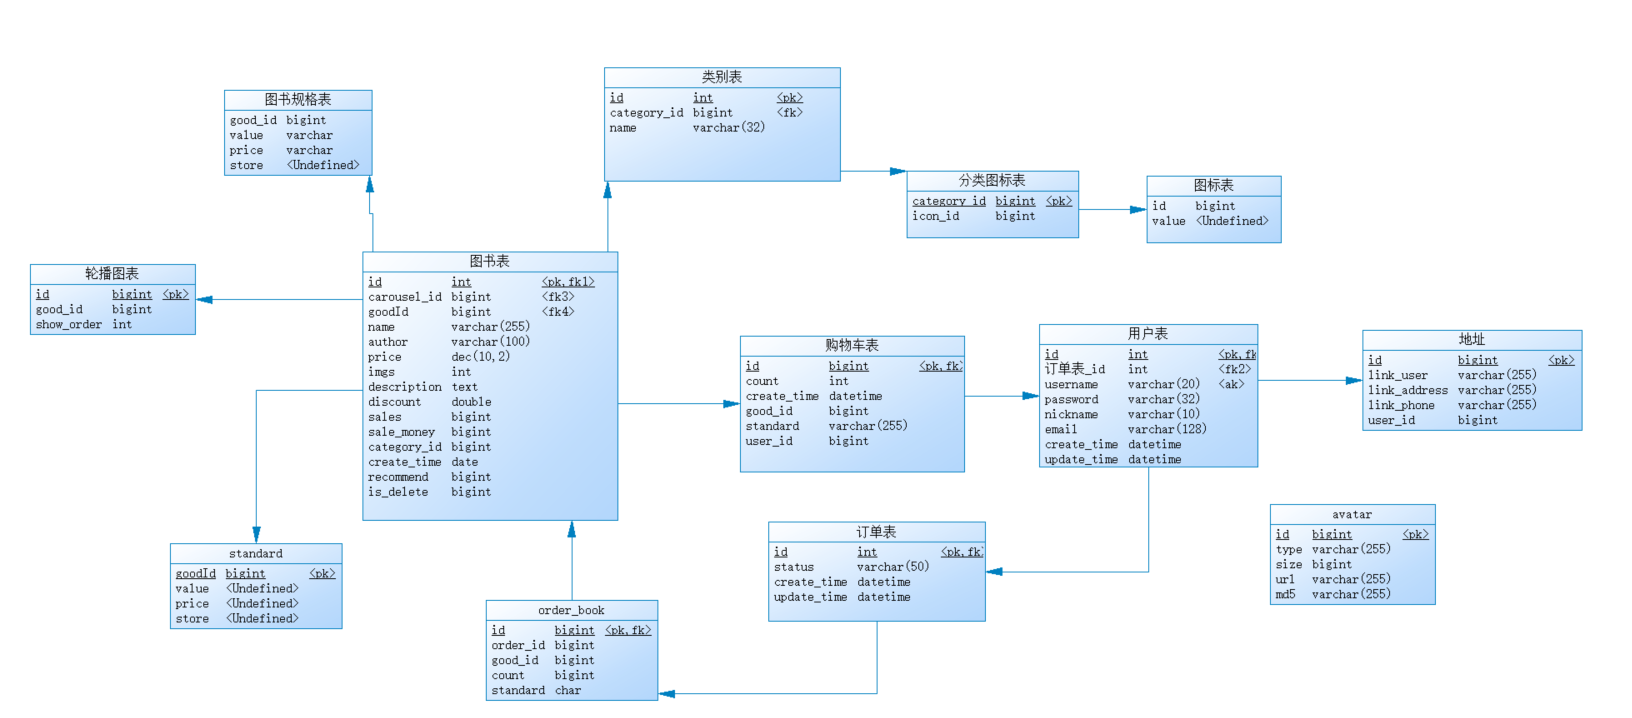 类别表
id int <pk>
category_id bigint <fk>
name varchar(32)
图书规格表
good_id bigint
value varchar
price varchar
store <Undefined>
分类图标表
category_id bigint <pk>
icon_id bigint
图标表
id bigint
value <Undefined>
轮播图表
id bigint <pk>
good_id bigint
show_order int
图书表
id int <pk,fk1>
carousel_id bigint <fk3>
goodId bigint <fk4>
name varchar(255)
author varchar(100)
price dec(10,2)
imgs int
description text
discount double
sales bigint
sale_money bigint
category_id bigint
create_time date
recommend bigint
is_delete bigint
购物车表
id bigint <pk,fk>
count int
create_time datetime
good_id bigint
standard varchar(255)
user_id bigint
用户表
id int <pk,fk
订单表_id int <fk2>
username varchar(20) <ak>
password varchar(32)
nickname varchar(10)
email varchar(128)
create_time datetime
update_time datetime
地址
id bigint <pk>
link_user varchar(255)
link_address varchar(255)
link_phone varchar(255)
user_id bigint
standard
goodId bigint <pk>
value <Undefined>
price <Undefined>
store <Undefined>
order_book
id bigint <pk,fk>
order_id bigint
good_id bigint
count bigint
standard char
订单表
id int <pk,fk>
status varchar(50)
create_time datetime
update_time datetime
avatar
id bigint <pk>
type varchar(255)
size bigint
url varchar(255)
md5 varchar(255)